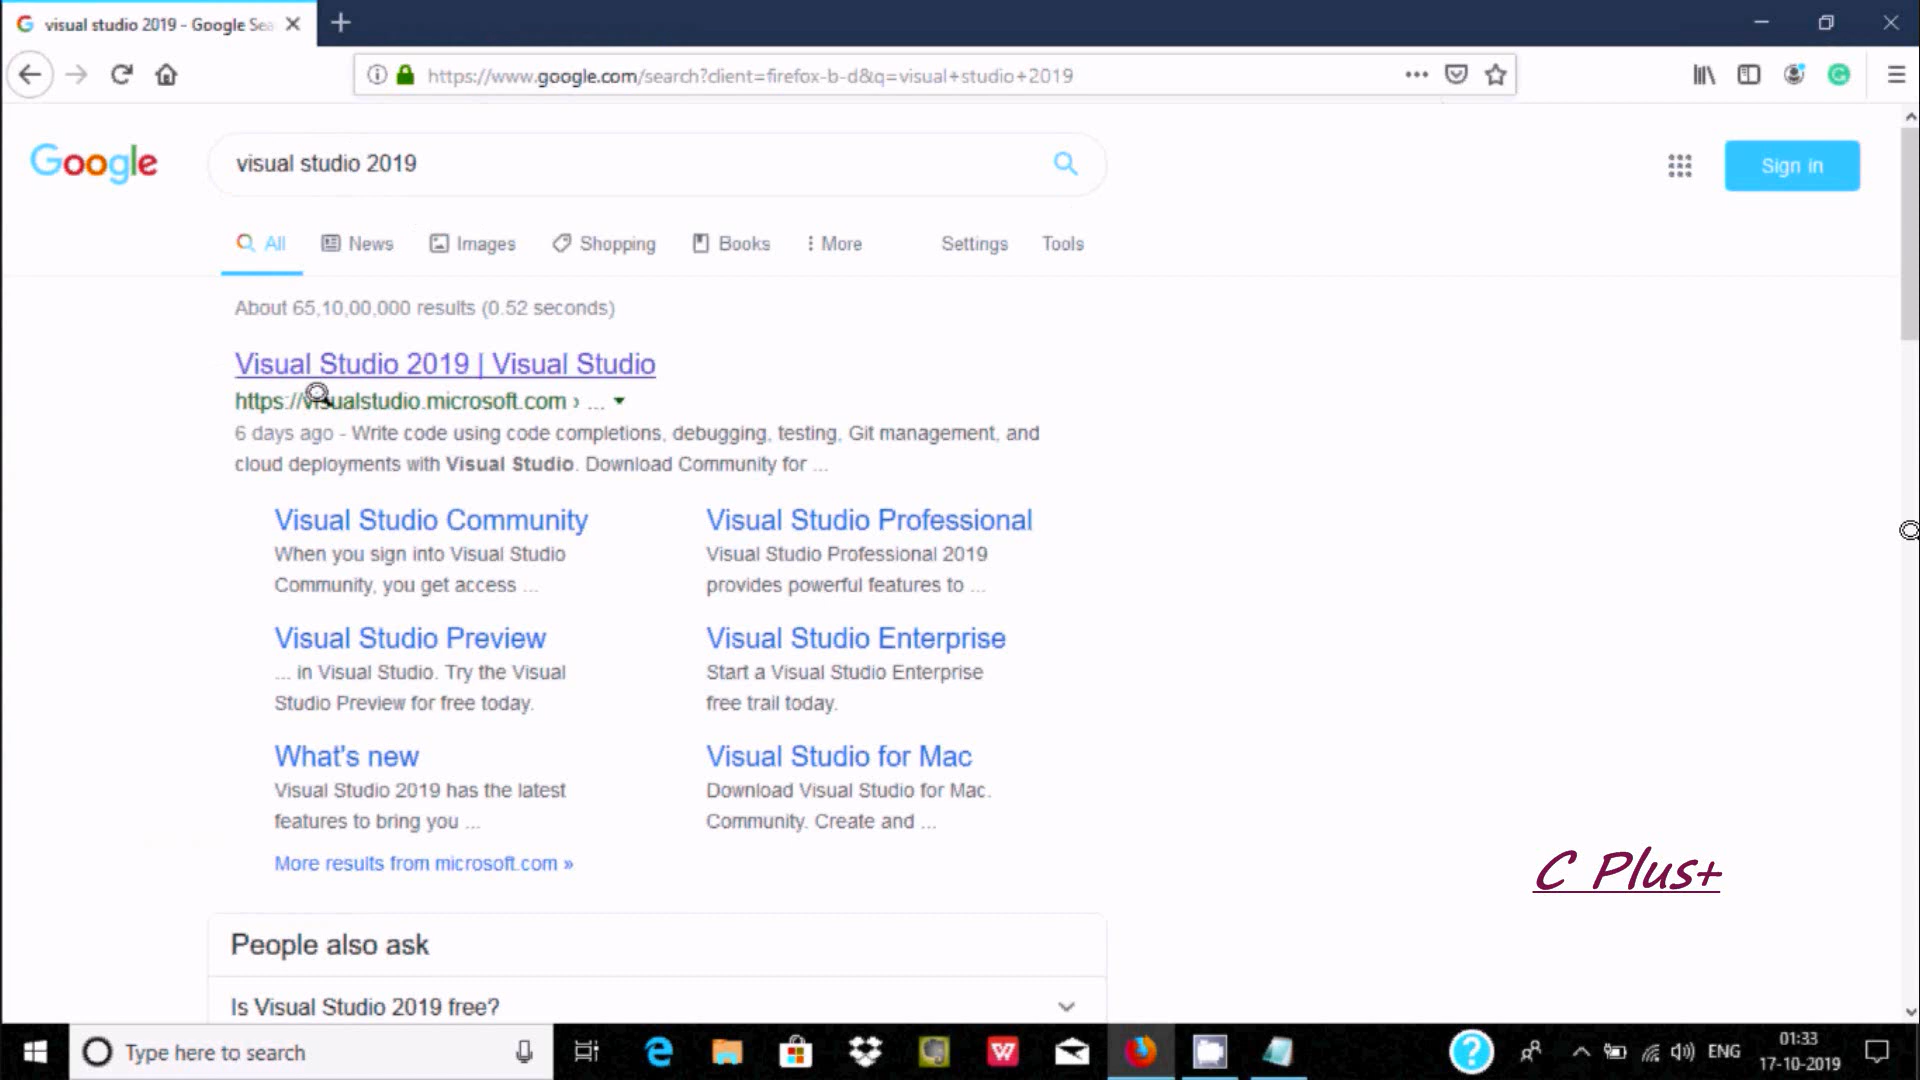 visual studio 2019 - Google Sea
https://www.google.com/search?client=firefox-b-d&q=visual+studio+2019
Google
visual studio 2019
Sign in
All News Images Shopping Books More Settings Tools
About 65,10,00,000 results (0.52 seconds)
Visual Studio 2019 | Visual Studio
https://visualstudio.microsoft.com › ...
6 days ago - Write code using code completions, debugging, testing, Git management, and
cloud deployments with Visual Studio. Download Community for ...
Visual Studio Community
When you sign into Visual Studio
Community, you get access ...
Visual Studio Professional
Visual Studio Professional 2019
provides powerful features to ...
Visual Studio Preview
... in Visual Studio. Try the Visual
Studio Preview for free today.
Visual Studio Enterprise
Start a Visual Studio Enterprise
free trail today.
What's new
Visual Studio 2019 has the latest
features to bring you ...
Visual Studio for Mac
Download Visual Studio for Mac.
Community. Create and ...
More results from microsoft.com »
C Plus+
People also ask
Is Visual Studio 2019 free?
Type here to search
ENG
01:33
17-10-2019